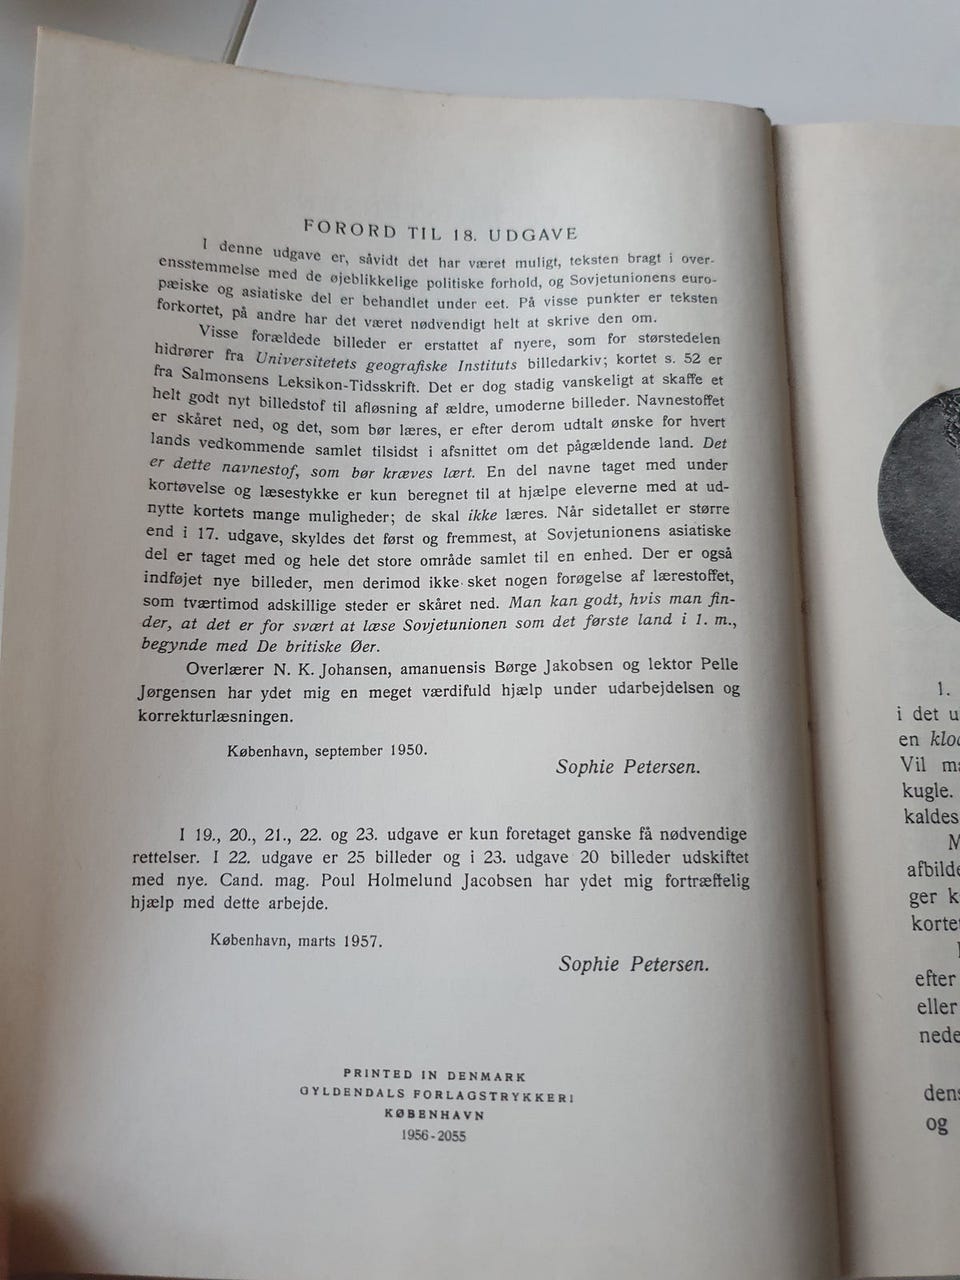 FORORD TIL 18. UDGAVE
I denne udgave er, såvidt det har været muligt, teksten bragt i over-
ensstemmelse med de øjeblikkelige politiske forhold, og Sovjetunionens euro-
pæiske og asiatiske del er behandlet under eet. På visse punkter er teksten
forkortet, på andre har det været nødvendigt helt at skrive den om.
Visse forældede billeder er erstattet af nyere, som for størstedelen
hidrører fra Universitetets geografiske Instituts billedarkiv; kortet s. 52 er
fra Salmonsens Leksikon-Tidsskrift. Det er dog stadig vanskeligt at skaffe et
helt godt nyt billedstof til afløsning af ældre, umoderne billeder. Navnestoffet
er skåret ned, og det, som bør læres, er efter derom udtalt ønske for hvert
lands vedkommende samlet tilsidst i afsnittet om det pågældende land. Det
er dette navnestof, som bør kræves lært. En del navne taget med under
kortøvelse og læsestykke er kun beregnet til at hjælpe eleverne med at ud-
nytte kortets mange muligheder; de skal ikke læres. Når sidetallet er større
end i 17. udgave, skyldes det først og fremmest, at Sovjetunionens asiatiske
del er taget med og hele det store område samlet til en enhed. Der er også
indføjet nye billeder, men derimod ikke sket nogen forøgelse af lærestoffet,
som tværtimod adskillige steder er skåret ned. Man kan godt, hvis man fin-
der, at det er for svært at læse Sovjetunionen som det første land i 1. m.,
begynde med De britiske Øer.
Overlærer N. K. Johansen, amanuensis Børge Jakobsen og lektor Pelle
Jørgensen har ydet mig en meget værdifuld hjælp under udarbejdelsen og
korrekturlæsningen.
København, september 1950.
Sophie Petersen.
I 19., 20., 21., 22. og 23. udgave er kun foretaget ganske få nødvendige
rettelser. I 22. udgave er 25 billeder og i 23. udgave 20 billeder udskiftet
med nye. Cand. mag. Poul Holmelund Jacobsen har ydet mig fortræffelig
hjælp med dette arbejde.
København, marts 1957.
Sophie Petersen.
PRINTED IN DENMARK
GYLDENDALS FORLAGSTRYKKERI
KØBENHAVN
1956-2055
1.
i det u
en
Vil
kugle.
kaldes
ger k
efter
eller
og